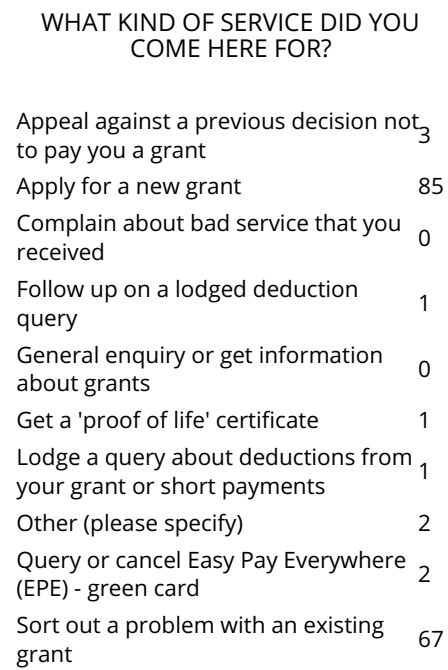 WHAT KIND OF SERVICE DID YOU
COME HERE FOR?
Appeal against a previous decision not
to pay you a grant 3
Apply for a new grant 85
Complain about bad service that you
received 0
Follow up on a lodged deduction
query 1
General enquiry or get information
about grants 0
Get a 'proof of life' certificate 1
Lodge a query about deductions from
your grant or short payments 1
Other (please specify) 2
Query or cancel Easy Pay Everywhere
(EPE) - green card 2
Sort out a problem with an existing
grant 67